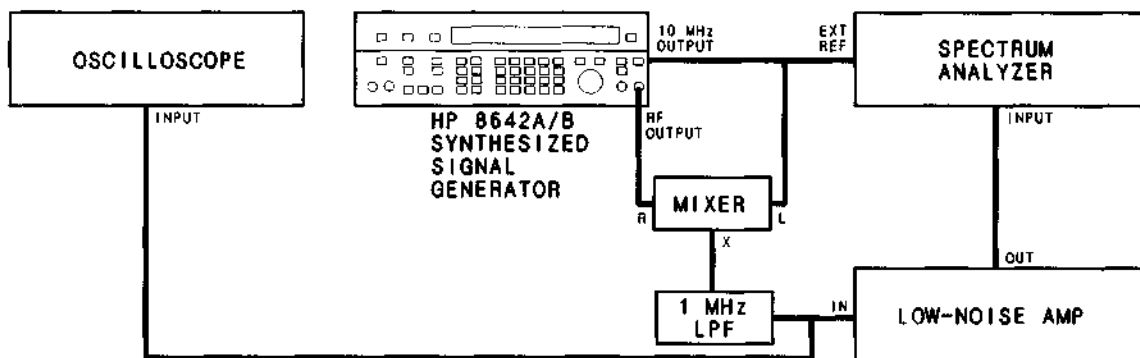 OSCILLOSCOPE
INPUT
10 MHz
OUTPUT
HP 8642A/B
SYNTHESIZED
SIGNAL
GENERATOR
RF
OUTPUT
EXT
REF
SPECTRUM
ANALYZER
INPUT
R
MIXER
L
X
1 MHz
LPF
IN
OUT
LOW-NOISE AMP